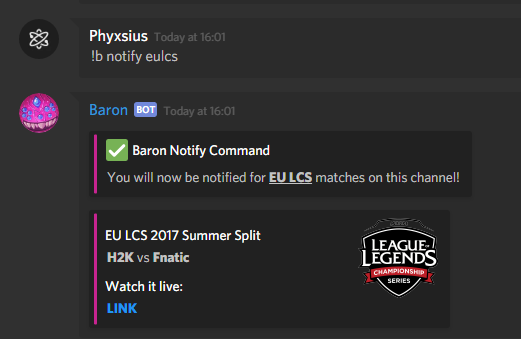 Phyxsius Today at 16:01
!b notify eulcs
Baron BOT Today at 16:01
Baron Notify Command
You will now be notified for EU LCS matches on this channel!
EU LCS 2017 Summer Split
H2K vs Fnatic
Watch it live:
LINK
LEAGUE OF
LEGENDS
CHAMPIONSHIP
SERIES